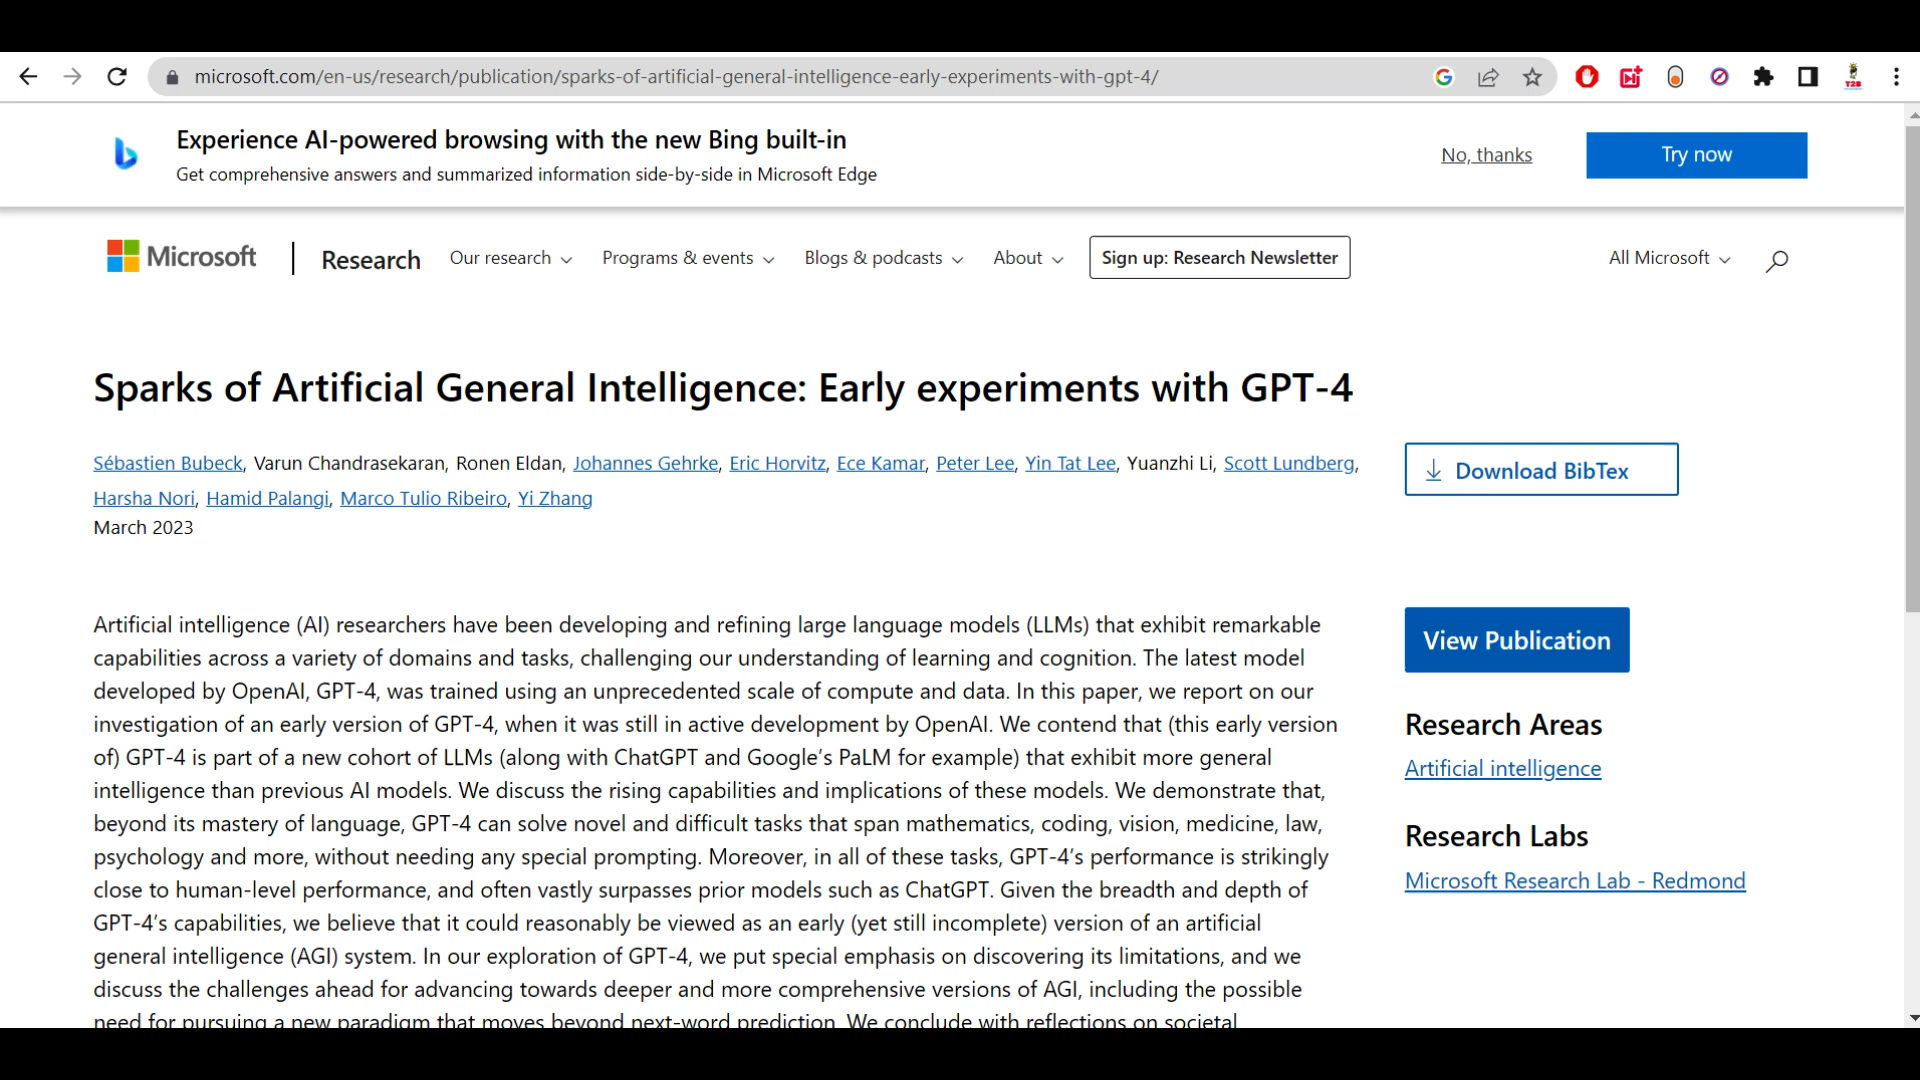 microsoft.com/en-us/research/publication/sparks-of-artificial-general-intelligence-early-experiments-with-gpt-4/
T2B
Experience AI-powered browsing with the new Bing built-in
Get comprehensive answers and summarized information side-by-side in Microsoft Edge
No, thanks
Try now
Microsoft
Research
Our research
Programs & events
Blogs & podcasts
About
Sign up: Research Newsletter
All Microsoft
Sparks of Artificial General Intelligence: Early experiments with GPT-4
Sébastien Bubeck, Varun Chandrasekaran, Ronen Eldan, Johannes Gehrke, Eric Horvitz, Ece Kamar, Peter Lee, Yin Tat Lee, Yuanzhi Li, Scott Lundberg,
Harsha Nori, Hamid Palangi, Marco Tulio Ribeiro, Yi Zhang
March 2023
Download BibTex
Artificial intelligence (AI) researchers have been developing and refining large language models (LLMs) that exhibit remarkable
capabilities across a variety of domains and tasks, challenging our understanding of learning and cognition. The latest model
developed by OpenAI, GPT-4, was trained using an unprecedented scale of compute and data. In this paper, we report on our
investigation of an early version of GPT-4, when it was still in active development by OpenAI. We contend that (this early version
of) GPT-4 is part of a new cohort of LLMs (along with ChatGPT and Google's PaLM for example) that exhibit more general
intelligence than previous AI models. We discuss the rising capabilities and implications of these models. We demonstrate that,
beyond its mastery of language, GPT-4 can solve novel and difficult tasks that span mathematics, coding, vision, medicine, law,
psychology and more, without needing any special prompting. Moreover, in all of these tasks, GPT-4's performance is strikingly
close to human-level performance, and often vastly surpasses prior models such as ChatGPT. Given the breadth and depth of
GPT-4's capabilities, we believe that it could reasonably be viewed as an early (yet still incomplete) version of an artificial
general intelligence (AGI) system. In our exploration of GPT-4, we put special emphasis on discovering its limitations, and we
discuss the challenges ahead for advancing towards deeper and more comprehensive versions of AGI, including the possible
need for pursuing a new paradigm that moves beyond next-word prediction. We conclude with reflections on societal
View Publication
Research Areas
Artificial intelligence
Research Labs
Microsoft Research Lab - Redmond